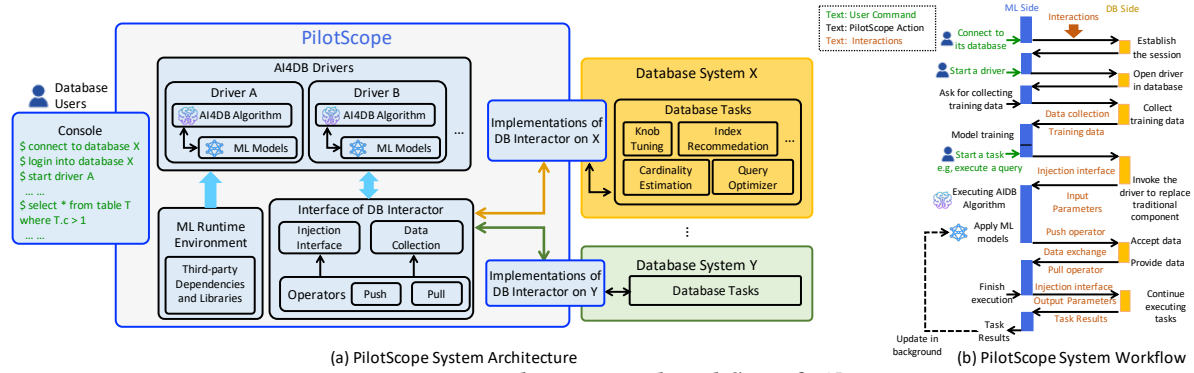 PilotScope
Database
Users
Console
$ connect to database X
$ login into database X
$ start driver A
... ...
$ select * from table T
where T.c > 1
... ...
AI4DB Drivers
Driver A
AI4DB Algorithm
ML Models
Driver B
AI4DB Algorithm
ML Models
...
ML Runtime
Environment
Third-party
Dependencies
and Libraries
Interface of DB Interactor
Injection
Interface
Data
Collection
Operators
Push
Pull
Implementations of
DB Interactor on X
Implementations of
DB Interactor on Y
Database System X
Database Tasks
Knob
Tuning
Index
Recommedation
...
Cardinality
Estimation
Query
Optimizer
...
Database System Y
Database Tasks
(a) PilotScope System Architecture
Text: User Command
Text: PilotScope Action
Text: Interactions
ML Side
DB Side
Interactions
Connect to
its database
Establish
the session
Start a driver
Open driver
in database
Ask for collecting
training data
Data collection
Training data
Collect
training data
Model training
Start a task
e.g, execute a query
Injection interface
Invoke the
driver to replace
traditional
component
Executing AIDB
Algorithm
Input
Parameters
Apply ML
models
Push operator
Accept data
Data exchange
Provide data
Pull operator
Finish
execution
Injection interface
Output Parameters
Continue
executing
tasks
Task Results
Task
Results
Update in
background
(b) PilotScope System Workflow